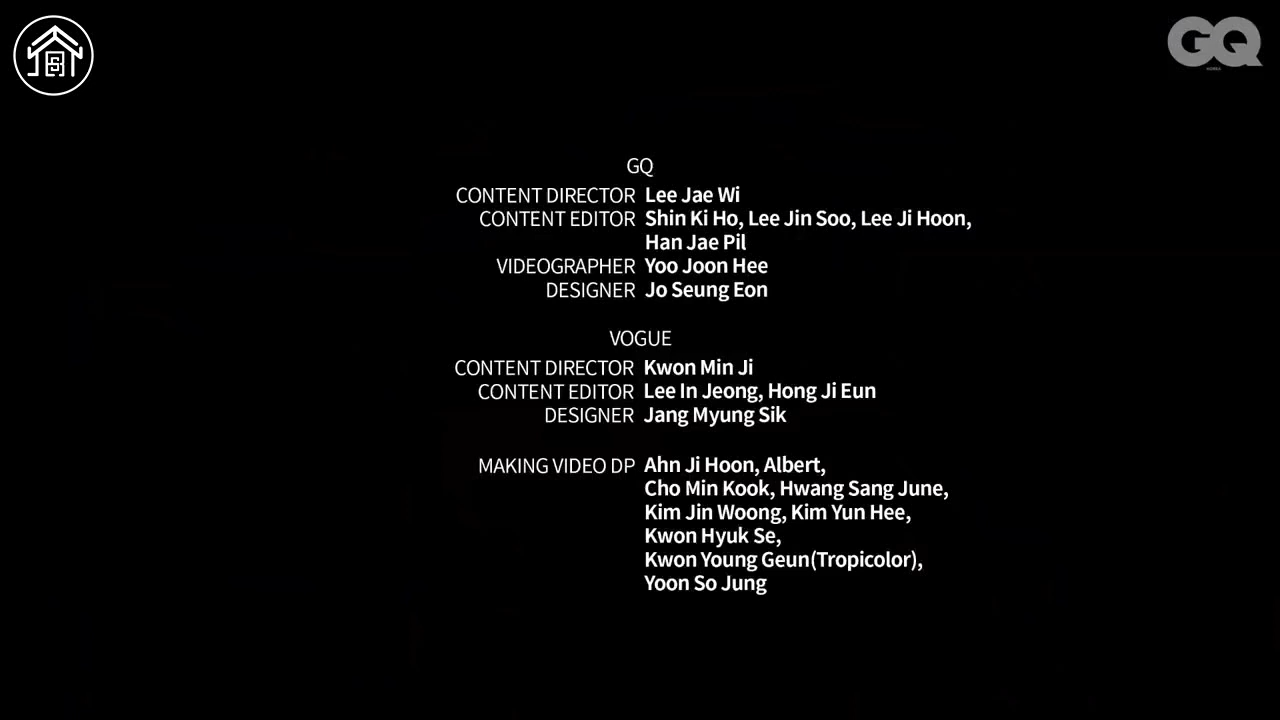 GQ
GQ
CONTENT DIRECTOR Lee Jae Wi
CONTENT EDITOR Shin Ki Ho, Lee Jin Soo, Lee Ji Hoon,
Han Jae Pil
VIDEOGRAPHER Yoo Joon Hee
DESIGNER Jo Seung Eon
VOGUE
CONTENT DIRECTOR Kwon Min Ji
CONTENT EDITOR Lee In Jeong, Hong Ji Eun
DESIGNER Jang Myung Sik
MAKING VIDEO DP Ahn Ji Hoon, Albert,
Cho Min Kook, Hwang Sang June,
Kim Jin Woong, Kim Yun Hee,
Kwon Hyuk Se,
Kwon Young Geun(Tropicolor),
Yoon So Jung